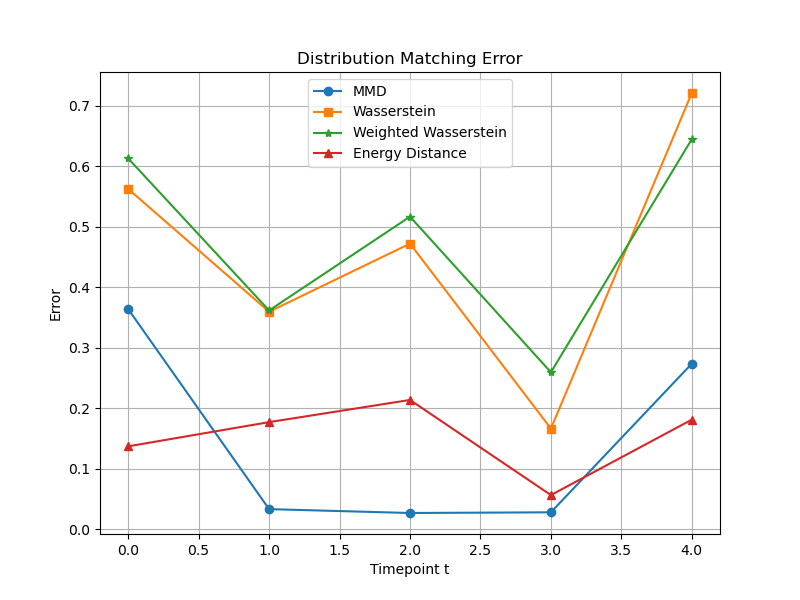 Distribution Matching Error
MMD
Wasserstein
Weighted Wasserstein
Energy Distance
0.7
0.6
0.5
0.4
0.3
0.2
0.1
0.0
Error
0.0 0.5 1.0 1.5 2.0 2.5 3.0 3.5 4.0
Timepoint t